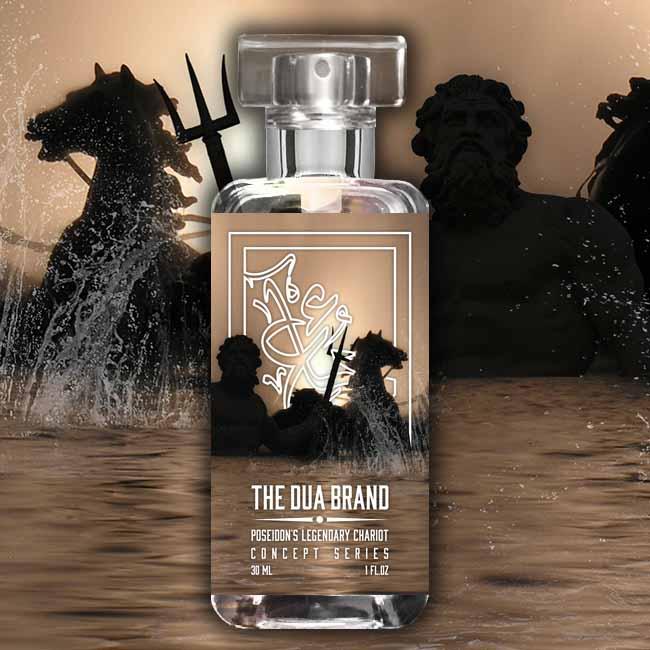 THE DUA BRAND
POSEIDON'S LEGENDARY CHARIOT
CONCEPT SERIES
30 ML 1 FL.OZ